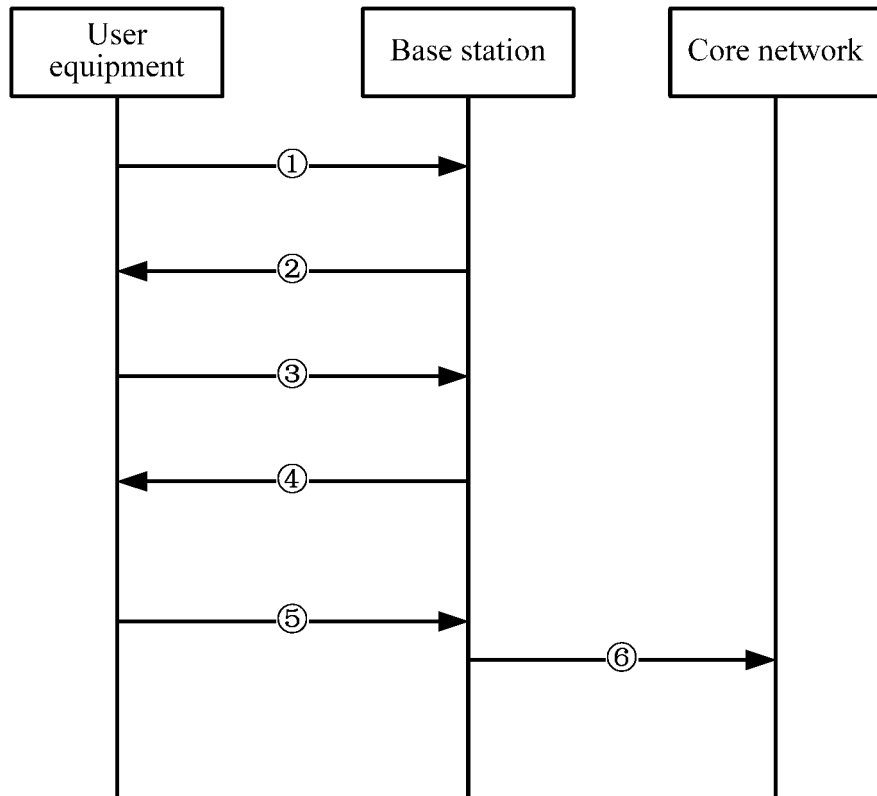 User
equipment
Base station
Core network
①
②
③
④
⑤
⑥